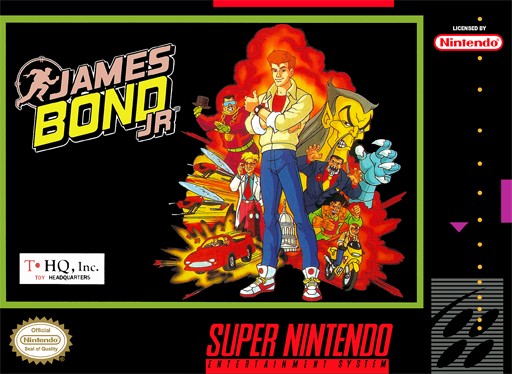 JAMES
BOND
JR
TM
LICENSED BY
Nintendo
T•HQ, Inc.
TOY HEADQUARTERS
Official
Nintendo
Seal of Quality
SUPER NINTENDO
ENTERTAINMENT SYSTEM